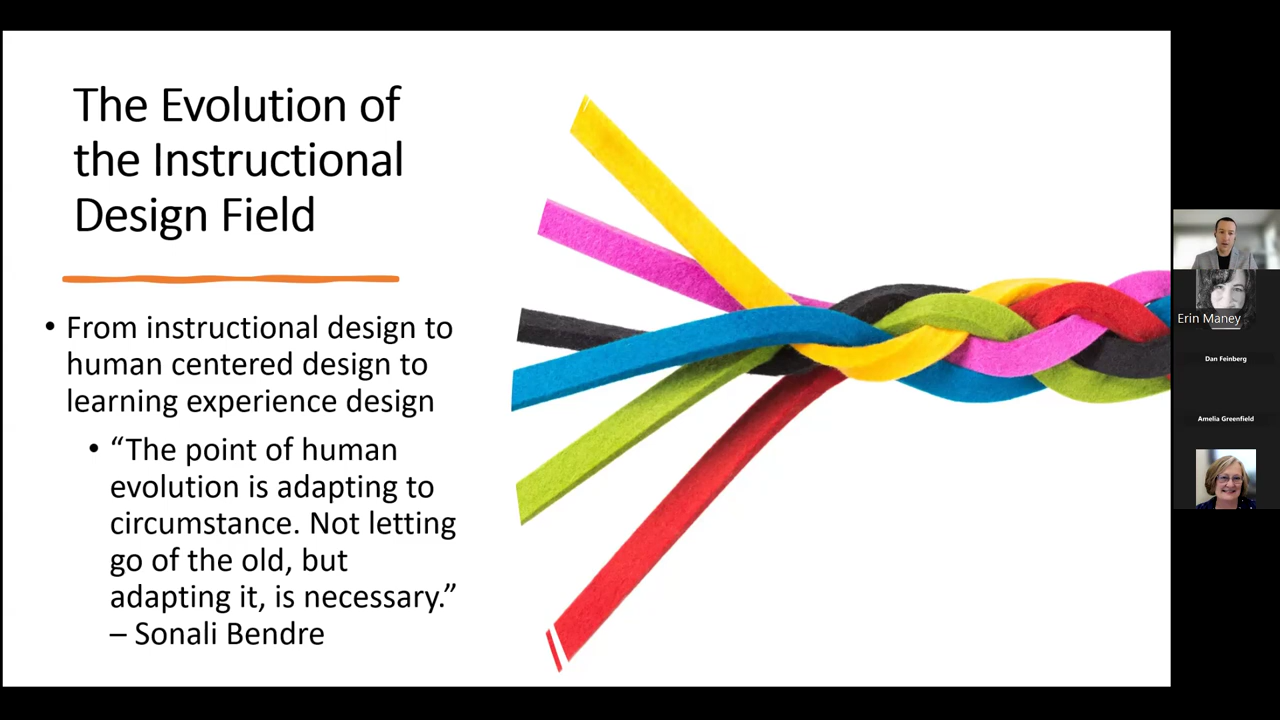 The Evolution of
the Instructional
Design Field
• From instructional design to
human centered design to
learning experience design
• “The point of human
evolution is adapting to
circumstance. Not letting
go of the old, but
adapting it, is necessary.”
– Sonali Bendre
Erin Maney
Dan Feinberg
Amelia Greenfield